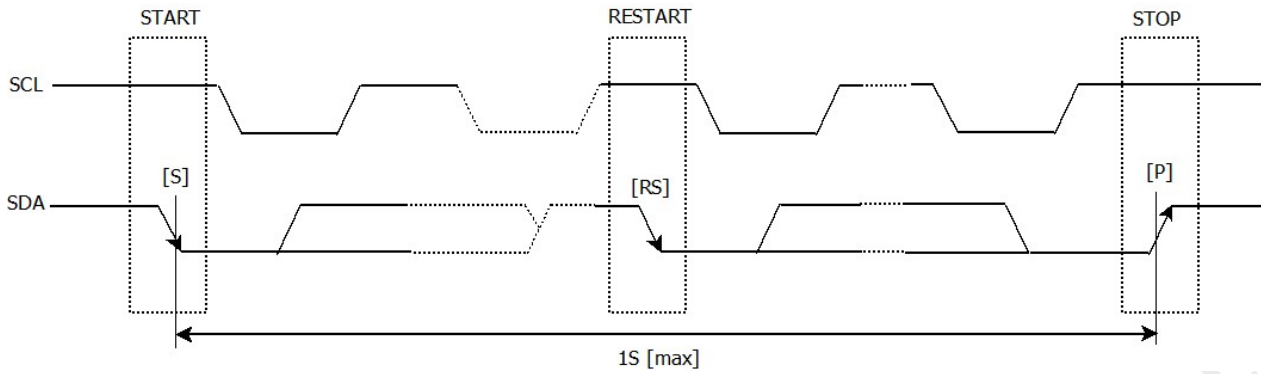 START
RESTART
STOP
SCL
[S]
[RS]
[P]
SDA
1S [max]